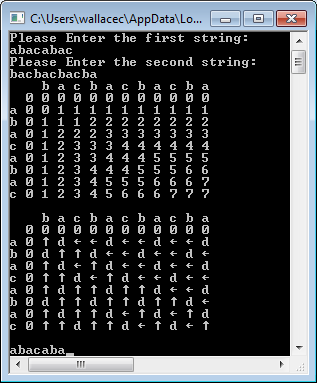 C:\Users\wallacec\AppData\Lo...
Please Enter the first string:
abacabac
Please Enter the second string:
bacbacbacba
b a c b a c b a c b a
0 0 0 0 0 0 0 0 0 0 0 0
a 0 0 1 1 1 1 1 1 1 1 1 1
b 0 1 1 1 2 2 2 2 2 2 2 2
a 0 1 2 2 2 3 3 3 3 3 3 3
c 0 1 2 3 3 3 4 4 4 4 4 4
a 0 1 2 3 3 4 4 4 5 5 5 5
b 0 1 2 3 4 4 4 5 5 5 6 6
a 0 1 2 3 4 5 5 5 6 6 6 7
c 0 1 2 3 4 5 6 6 6 7 7 7
b a c b a c b a c b a
0 0 0 0 0 0 0 0 0 0 0 0
a 0 ↑ d ← ← d ← ← d ← ← d
b 0 d ↑ ↑ d ← ← d ← ← d ←
a 0 ↑ d ← ↑ d ← ← d ← ← d
c 0 ↑ ↑ d ← ↑ d ← ← d ← ←
a 0 ↑ d ↑ ↑ d ↑ ↑ d ← ← d
b 0 d ↑ ↑ d ↑ ↑ d ↑ ↑ d ←
a 0 ↑ d ↑ ↑ d ← ↑ d ← ↑ d
c 0 ↑ ↑ d ↑ ↑ d ← ↑ d ← ↑
abacaba_